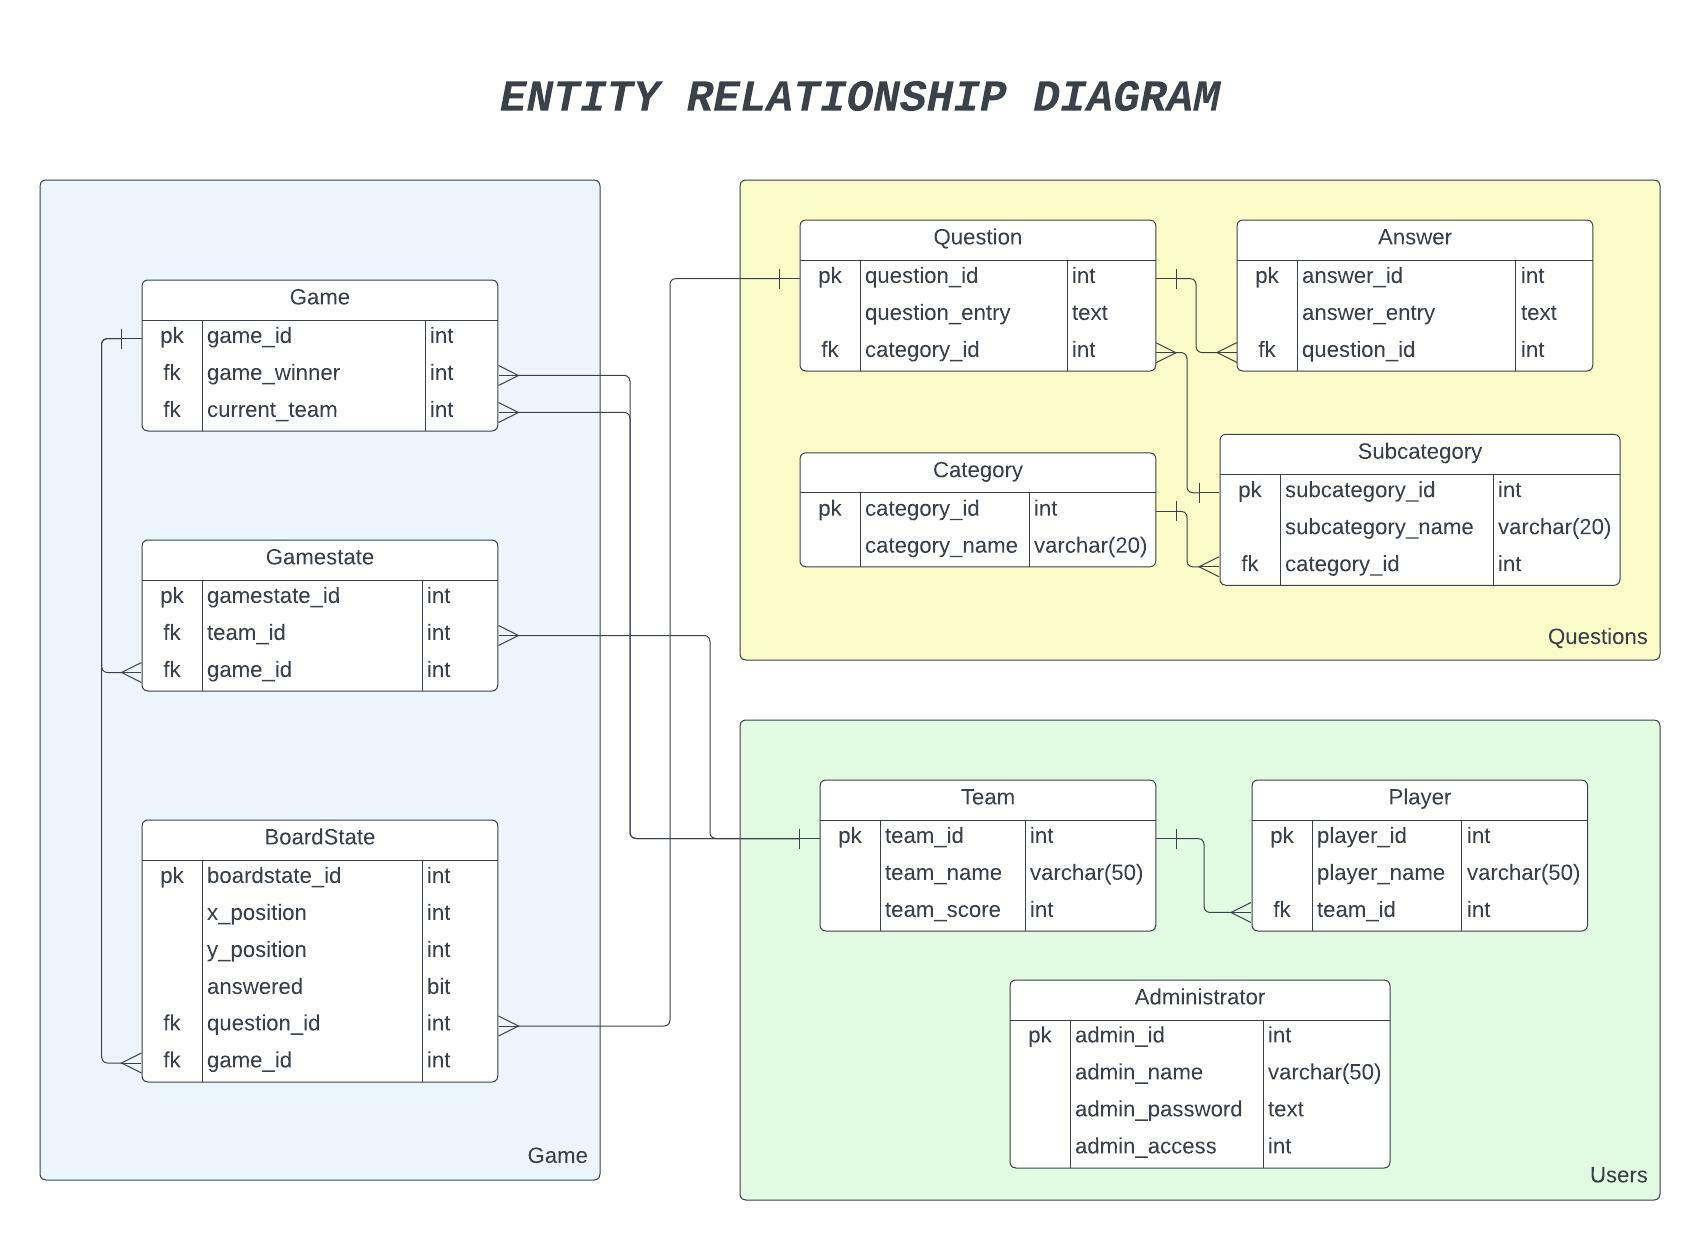 ENTITY RELATIONSHIP DIAGRAM
Game
pk game_id int
fk game_winner int
fk current_team int
Gamestate
pk gamestate_id int
fk team_id int
fk game_id int
BoardState
pk boardstate_id int
x_position int
y_position int
answered bit
fk question_id int
fk game_id int
Game
Question
pk question_id int
question_entry text
fk category_id int
Answer
pk answer_id int
answer_entry text
fk question_id int
Category
pk category_id int
category_name varchar(20)
Subcategory
pk subcategory_id int
subcategory_name varchar(20)
fk category_id int
Questions
Team
pk team_id int
team_name varchar(50)
team_score int
Player
pk player_id int
player_name varchar(50)
fk team_id int
Administrator
pk admin_id int
admin_name varchar(50)
admin_password text
admin_access int
Users